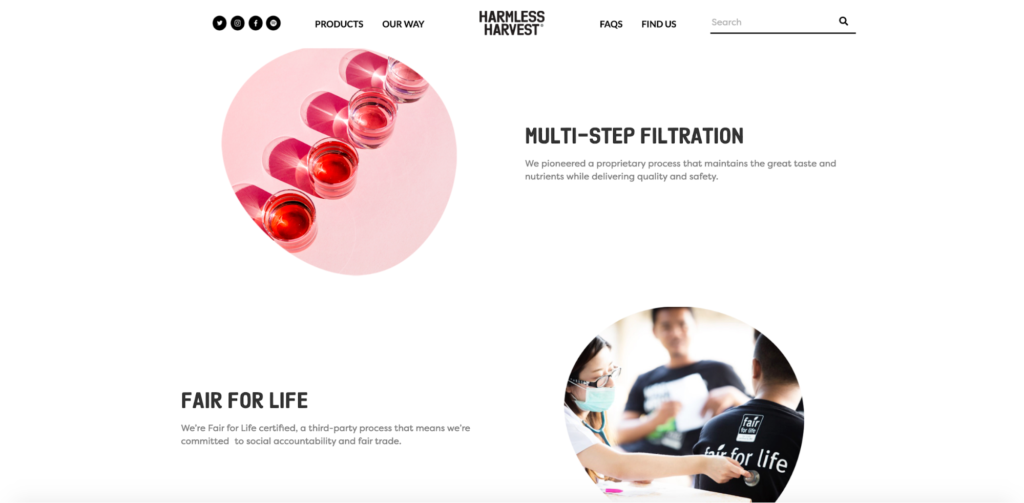 PRODUCTS
OUR WAY
HARMLESS
HARVEST®
FAQS
FIND US
Search
MULTI-STEP FILTRATION
We pioneered a proprietary process that maintains the great taste and
nutrients while delivering quality and safety.
FAIR FOR LIFE
We're Fair for Life certified, a third-party process that means we're
committed  to social accountability and fair trade.
fair
for life
fair for life